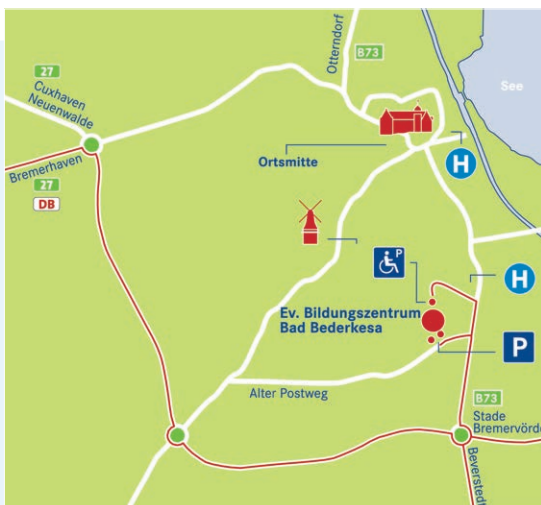 27
Cuxhaven
Neuenwalde
Bremerhaven
27
DB
Otterndorf
B73
See
Ortsmitte
H
P
H
Ev. Bildungszentrum
Bad Bederkesa
P
Alter Postweg
B73
Stade
Bremervörde
Beverstedt